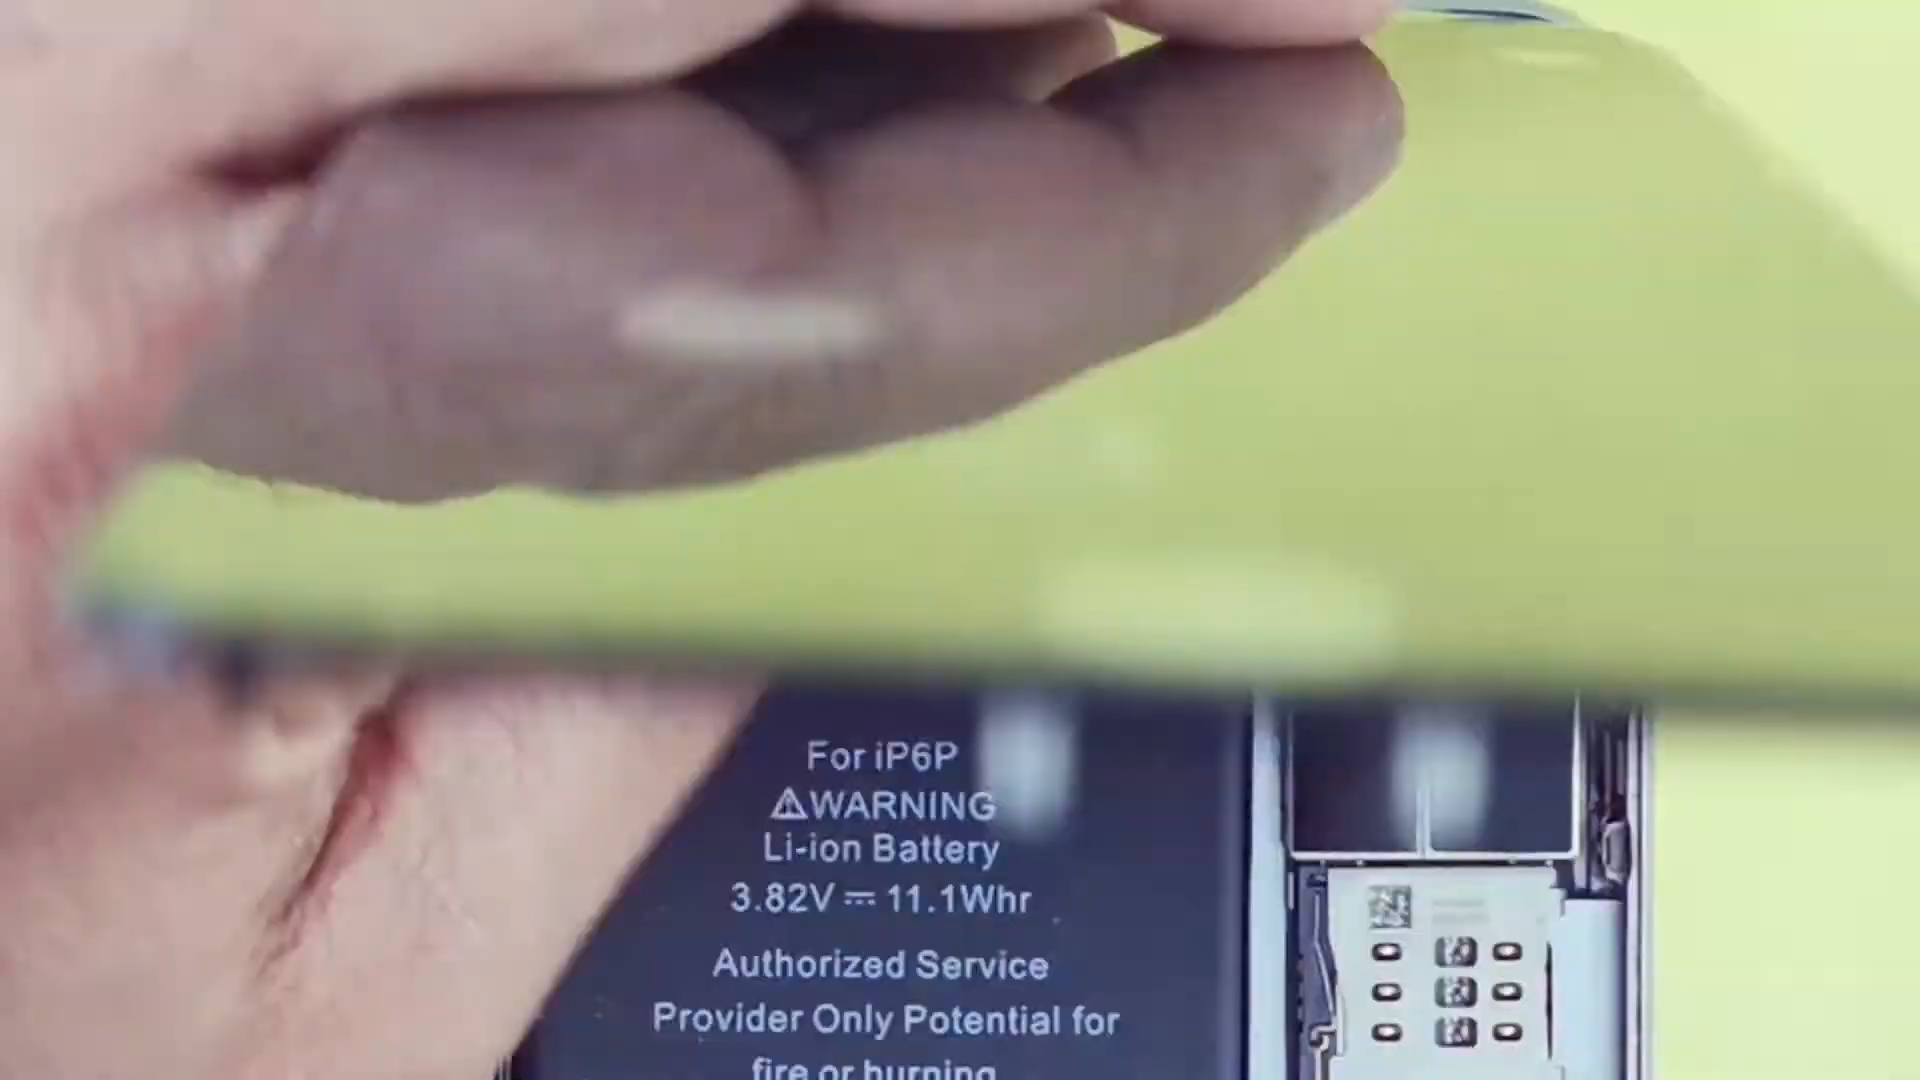 For iP6P
⚠WARNING
Li-ion Battery
3.82V ⎓ 11.1Whr
Authorized Service
Provider Only Potential for
fire or burning